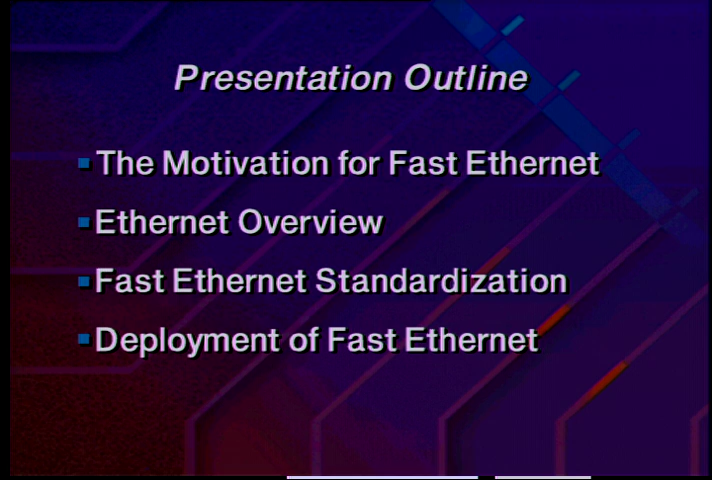 Presentation Outline
The Motivation for Fast Ethernet
Ethernet Overview
Fast Ethernet Standardization
Deployment of Fast Ethernet